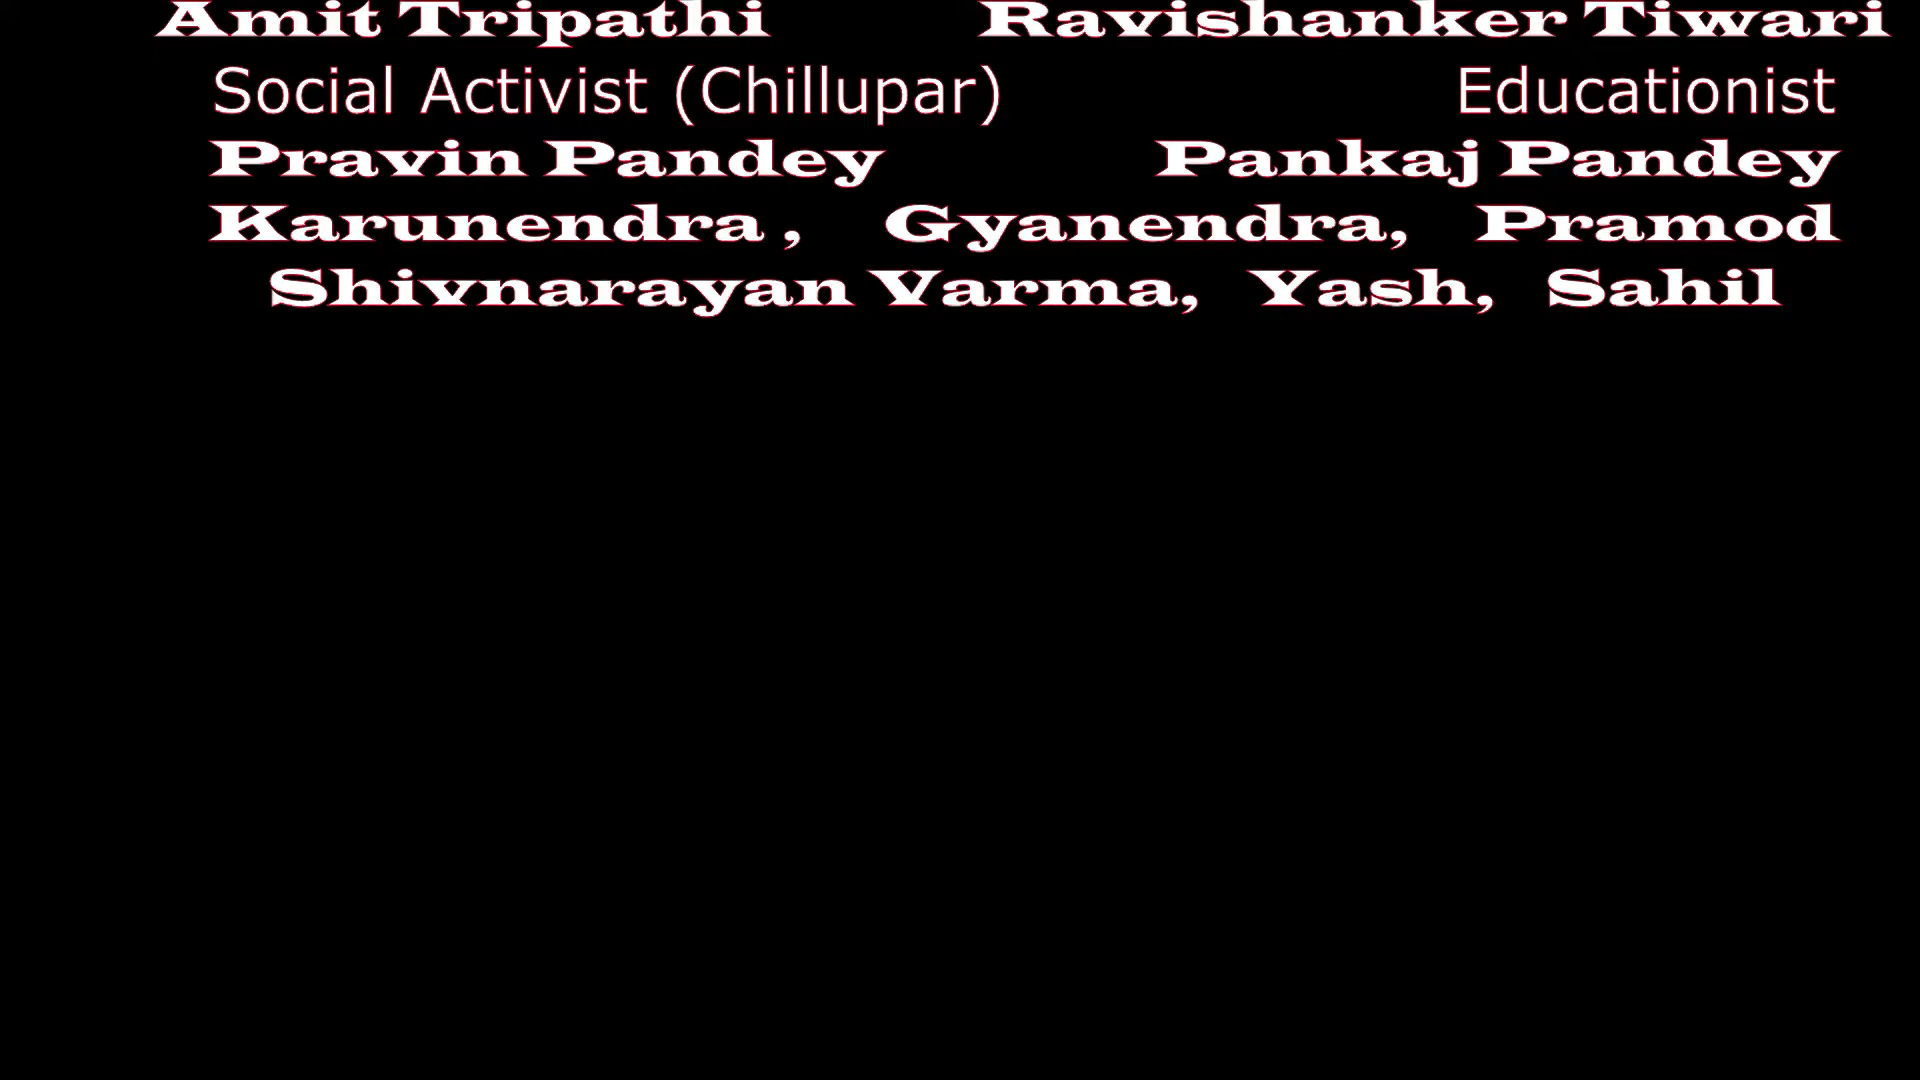 Amit Tripathi Ravishanker Tiwari
Social Activist (Chillupar) Educationist
Pravin Pandey Pankaj Pandey
Karunendra , Gyanendra, Pramod
Shivnarayan Varma, Yash, Sahil